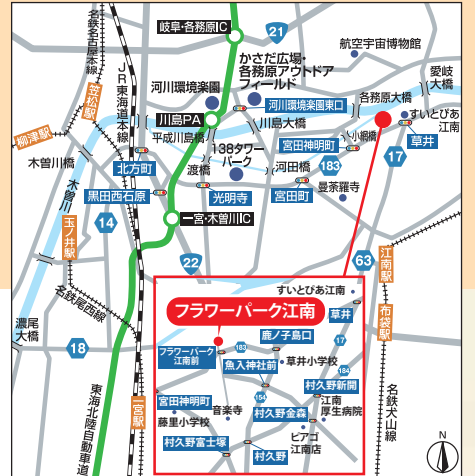 岐阜・各務原IC
21
航空宇宙博物館
名鉄名古屋本線
JR東海道本線
笠松駅
かさだ広場・
各務原アウトドア
フィールド
愛岐
大橋
河川環境楽園
河川環境楽園東口
各務原大橋
川島PA
川島大橋
すいとぴあ
江南
草井
柳津駅
平成川島橋
138タワー
パーク
宮田神明町
小網橋
17
木曽川橋
北方町
渡橋
河田橋
183
木曽川
黒田西石原
光明寺
宮田町
曼荼羅寺
玉ノ井駅
14
一宮・木曽川IC
22
63
江南駅
名鉄尾西線
すいとぴあ江南
フラワーパーク江南
草井
布袋駅
濃尾
大橋
鹿ノ子島口
17
18
フラワーパーク
江南前
183
魚入神社前
草井小学校
184
村久野新開
宮田神明町
154
一宮駅
音楽寺
村久野金森
江南
厚生病院
藤里小学校
ピアゴ
江南店
村久野富士塚
村久野
東海北陸自動車道
名鉄犬山線
N